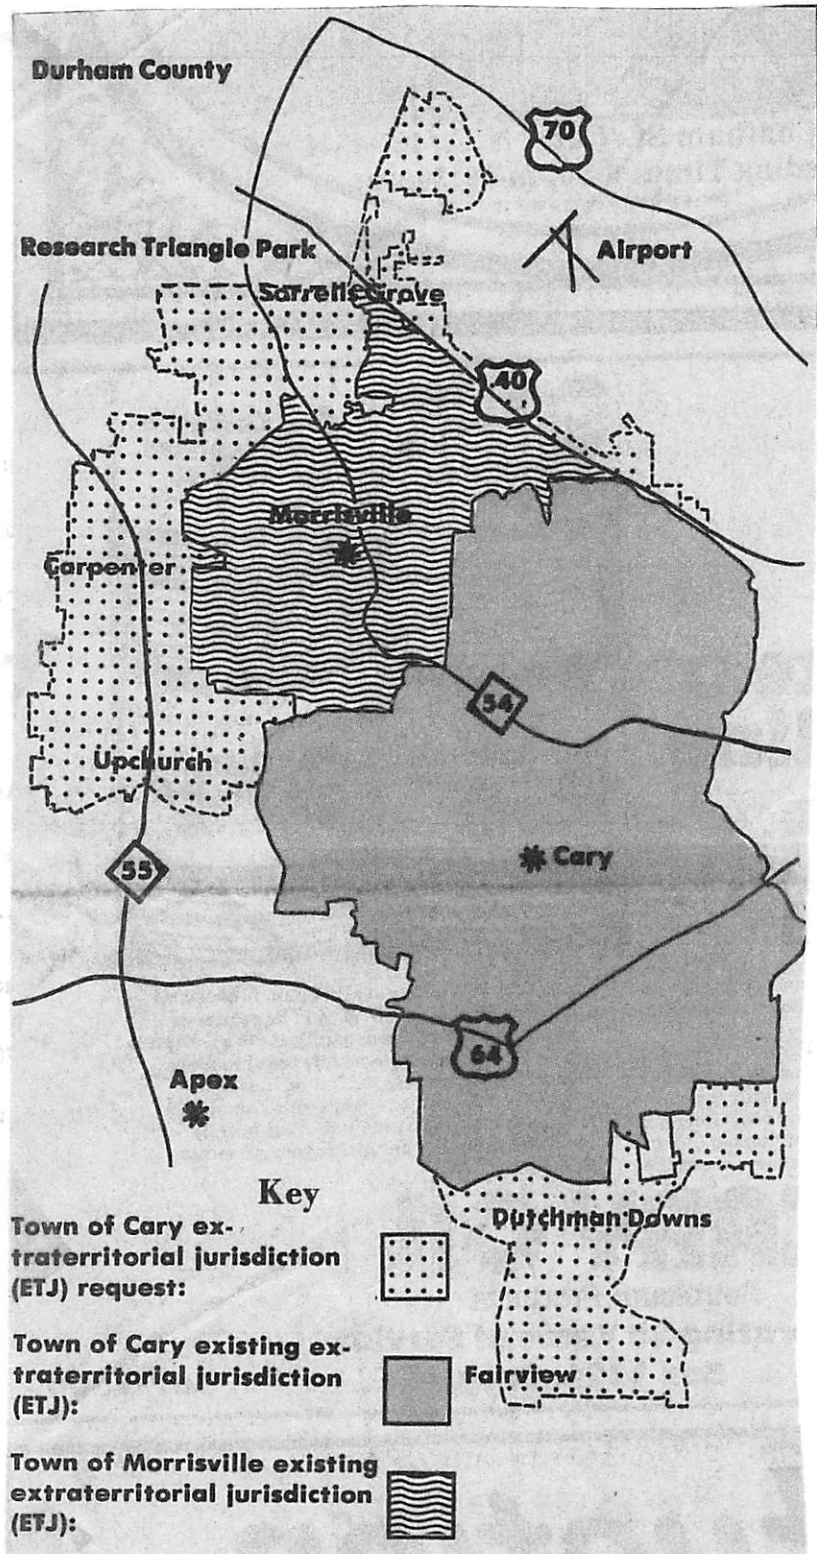 Durham County
70
Research Triangle Park
Airport
Sorrells Grove
40
Morrisville
Carpenter
54
Upchurch
Cary
55
64
Apex
Key
Dutchman Downs
Town of Cary ex-
traterritorial jurisdiction
(ETJ) request:
Town of Cary existing ex-
traterritorial jurisdiction
(ETJ):
Fairview
Town of Morrisville existing
extraterritorial jurisdiction
(ETJ):